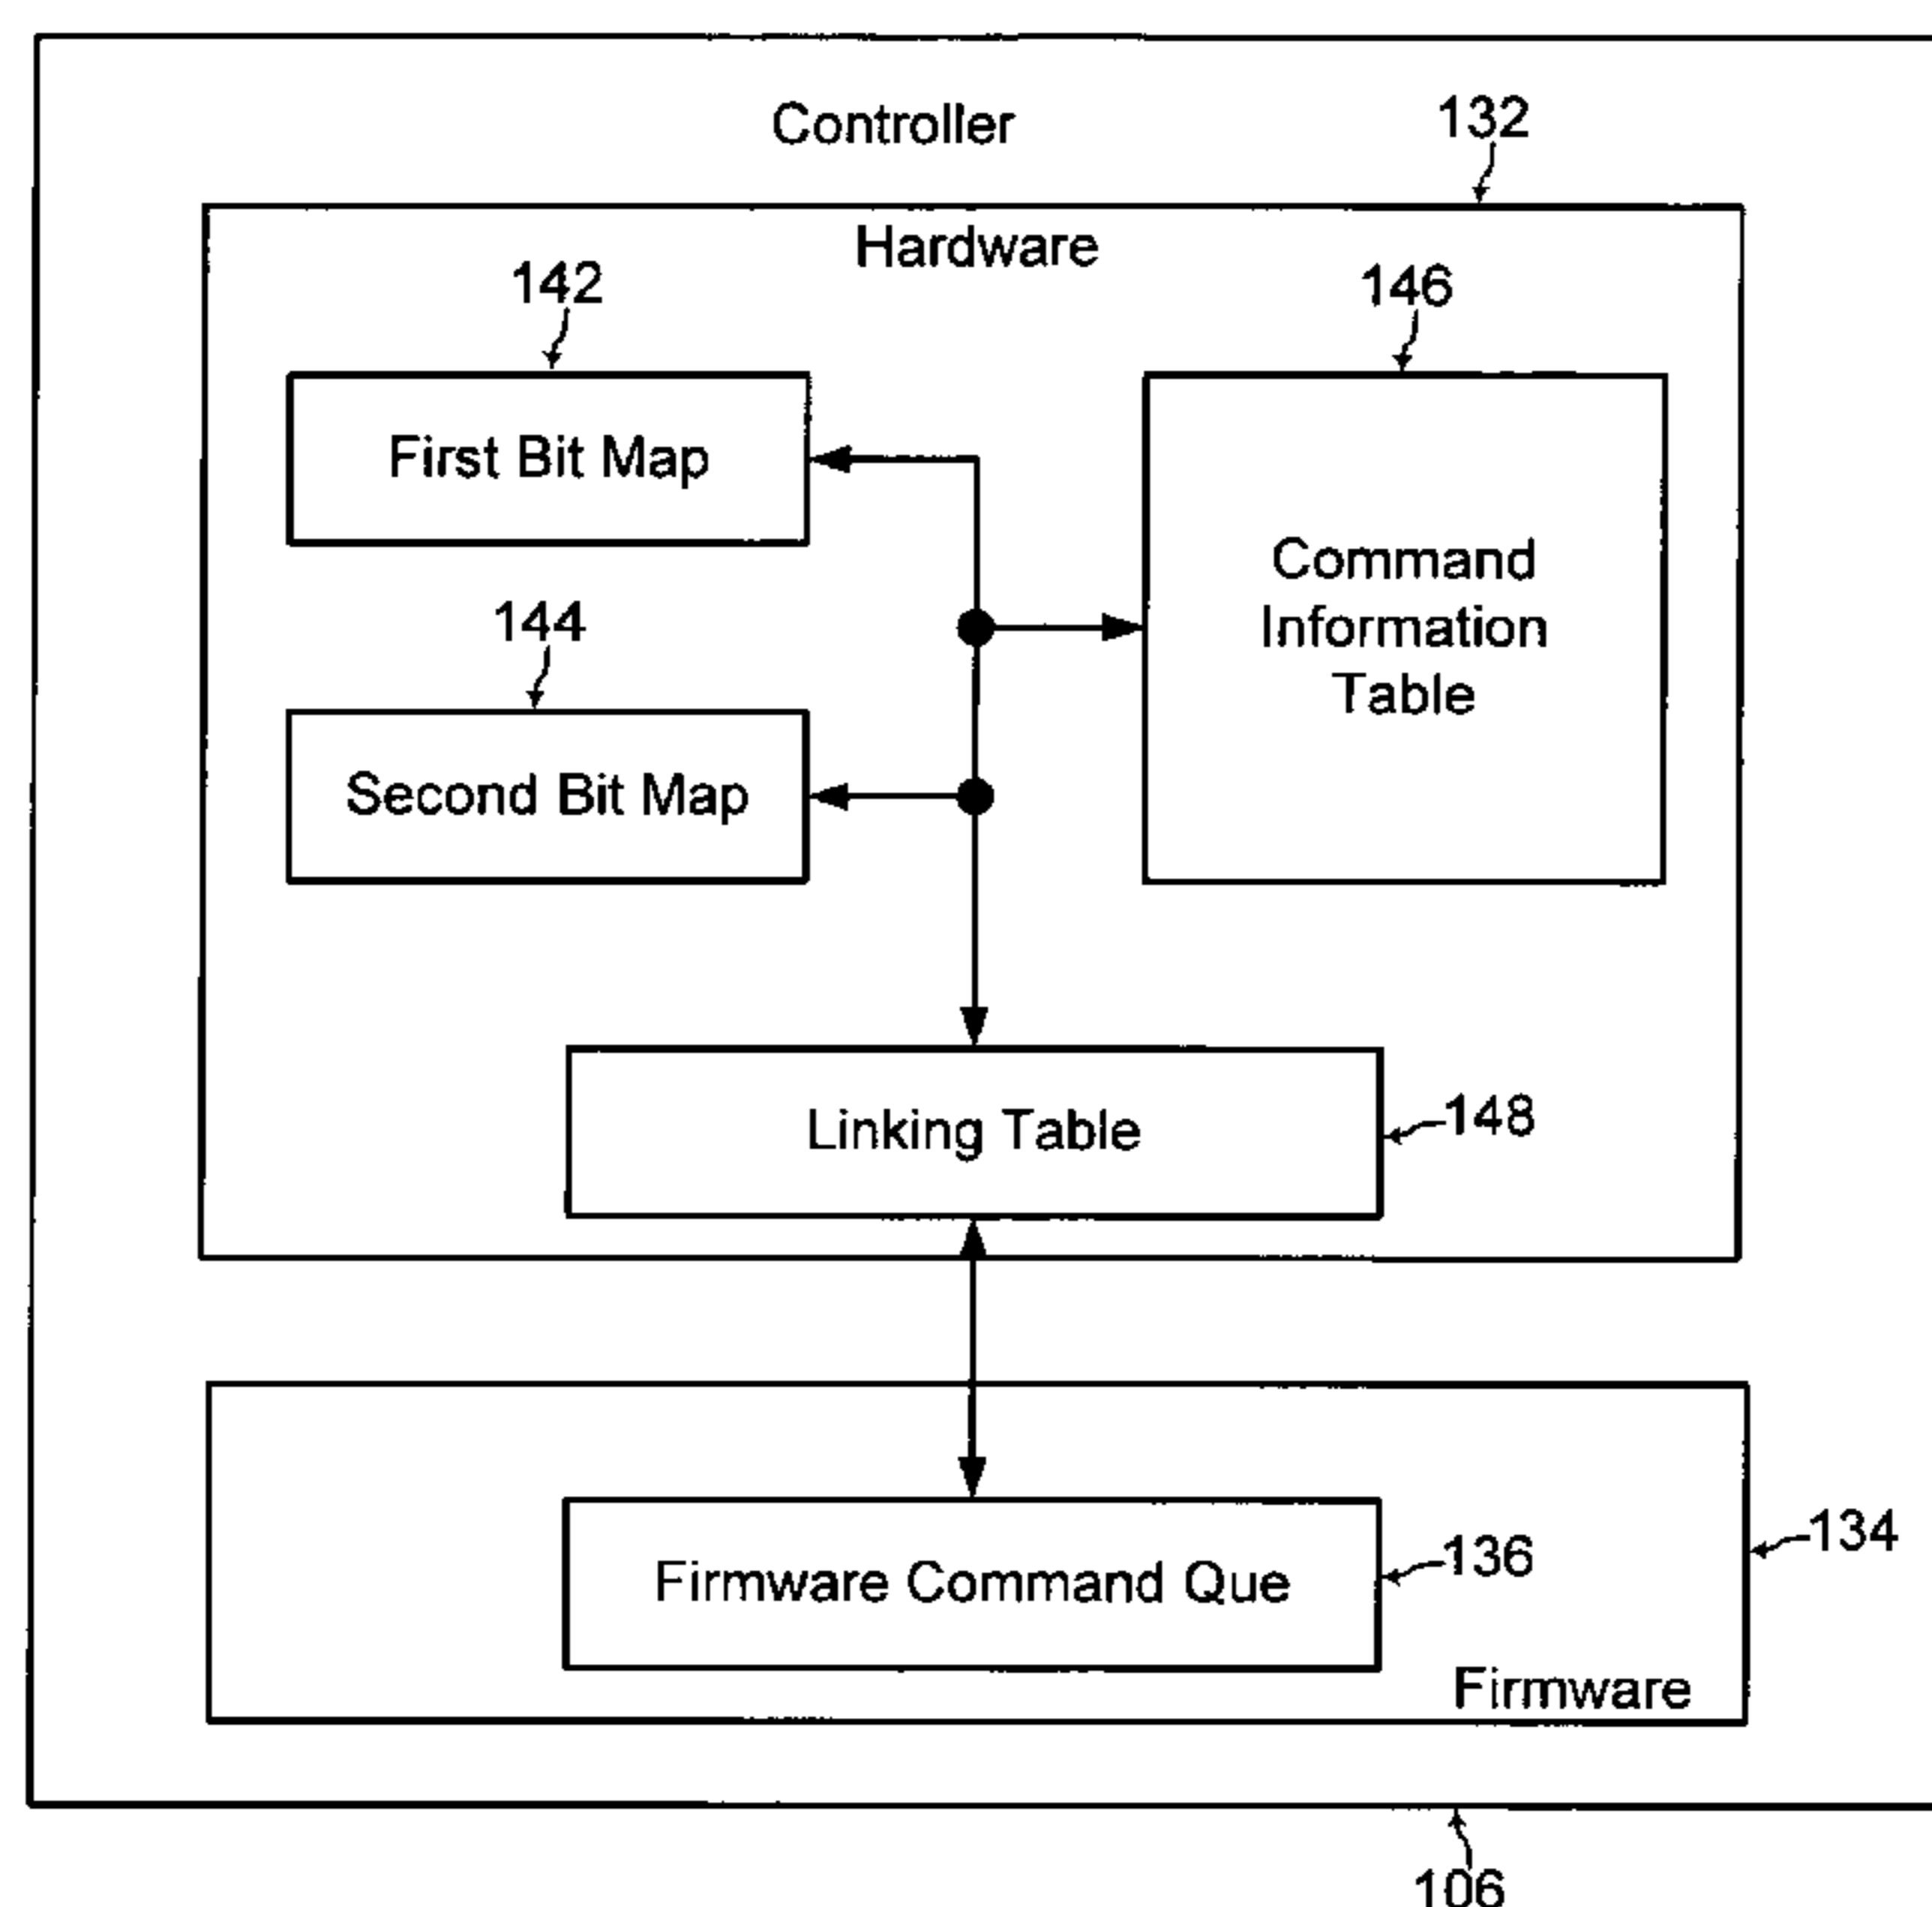 Controller
132
Hardware
142
146
First Bit Map
Command
Information
Table
144
Second Bit Map
Linking Table
148
Firmware Command Que
136
134
Firmware
106